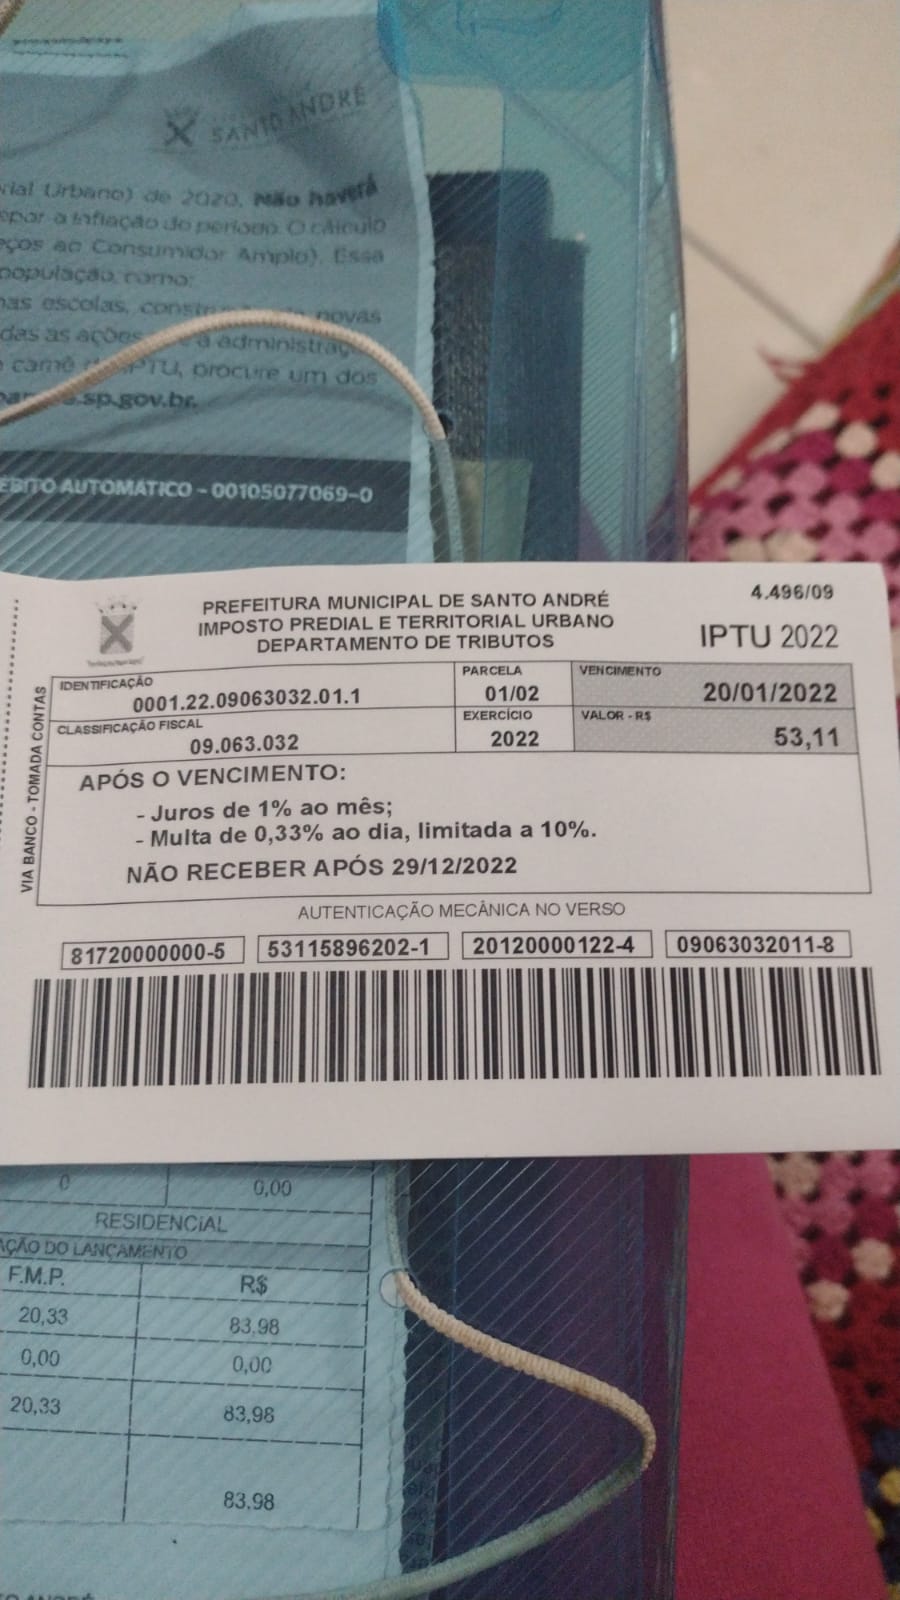 SANTO ANDRÉ
rial Urbano) de 2020. Não haverá
epor a inflação do período. O cálculo
eços ao Consumidor Amplo). Essa
população, como:
nas escolas, novas
das as ações a administraç
carnê IPTU, procure um dos
.sp.gov.br.
ÉBITO AUTOMÁTICO - 00105077069-0
4.496/09
PREFEITURA MUNICIPAL DE SANTO ANDRÉ
IMPOSTO PREDIAL E TERRITORIAL URBANO
DEPARTAMENTO DE TRIBUTOS
IPTU 2022
VIA BANCO - TOMADA CONTAS
IDENTIFICAÇÃO
0001.22.09063032.01.1
PARCELA
01/02
VENCIMENTO
20/01/2022
CLASSIFICAÇÃO FISCAL
09.063.032
EXERCÍCIO
2022
VALOR - R$
53,11
APÓS O VENCIMENTO:
- Juros de 1% ao mês;
- Multa de 0,33% ao dia, limitada a 10%.
NÃO RECEBER APÓS 29/12/2022
AUTENTICAÇÃO MECÂNICA NO VERSO
81720000000-5 53115896202-1 20120000122-4 09063032011-8
0 0,00
RESIDENCIAL
AÇÃO DO LANÇAMENTO
F.M.P. R$
20,33 83,98
0,00 0,00
20,33 83,98
83,98